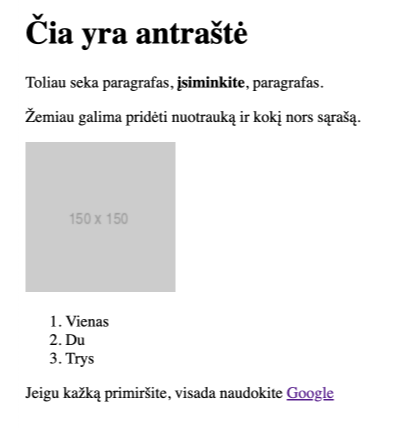 Čia yra antraštė
Toliau seka paragrafas, įsiminkite, paragrafas.
Žemiau galima pridėti nuotrauką ir kokį nors sąrašą.
150 x 150
1. Vienas
2. Du
3. Trys
Jeigu kažką primiršite, visada naudokite Google